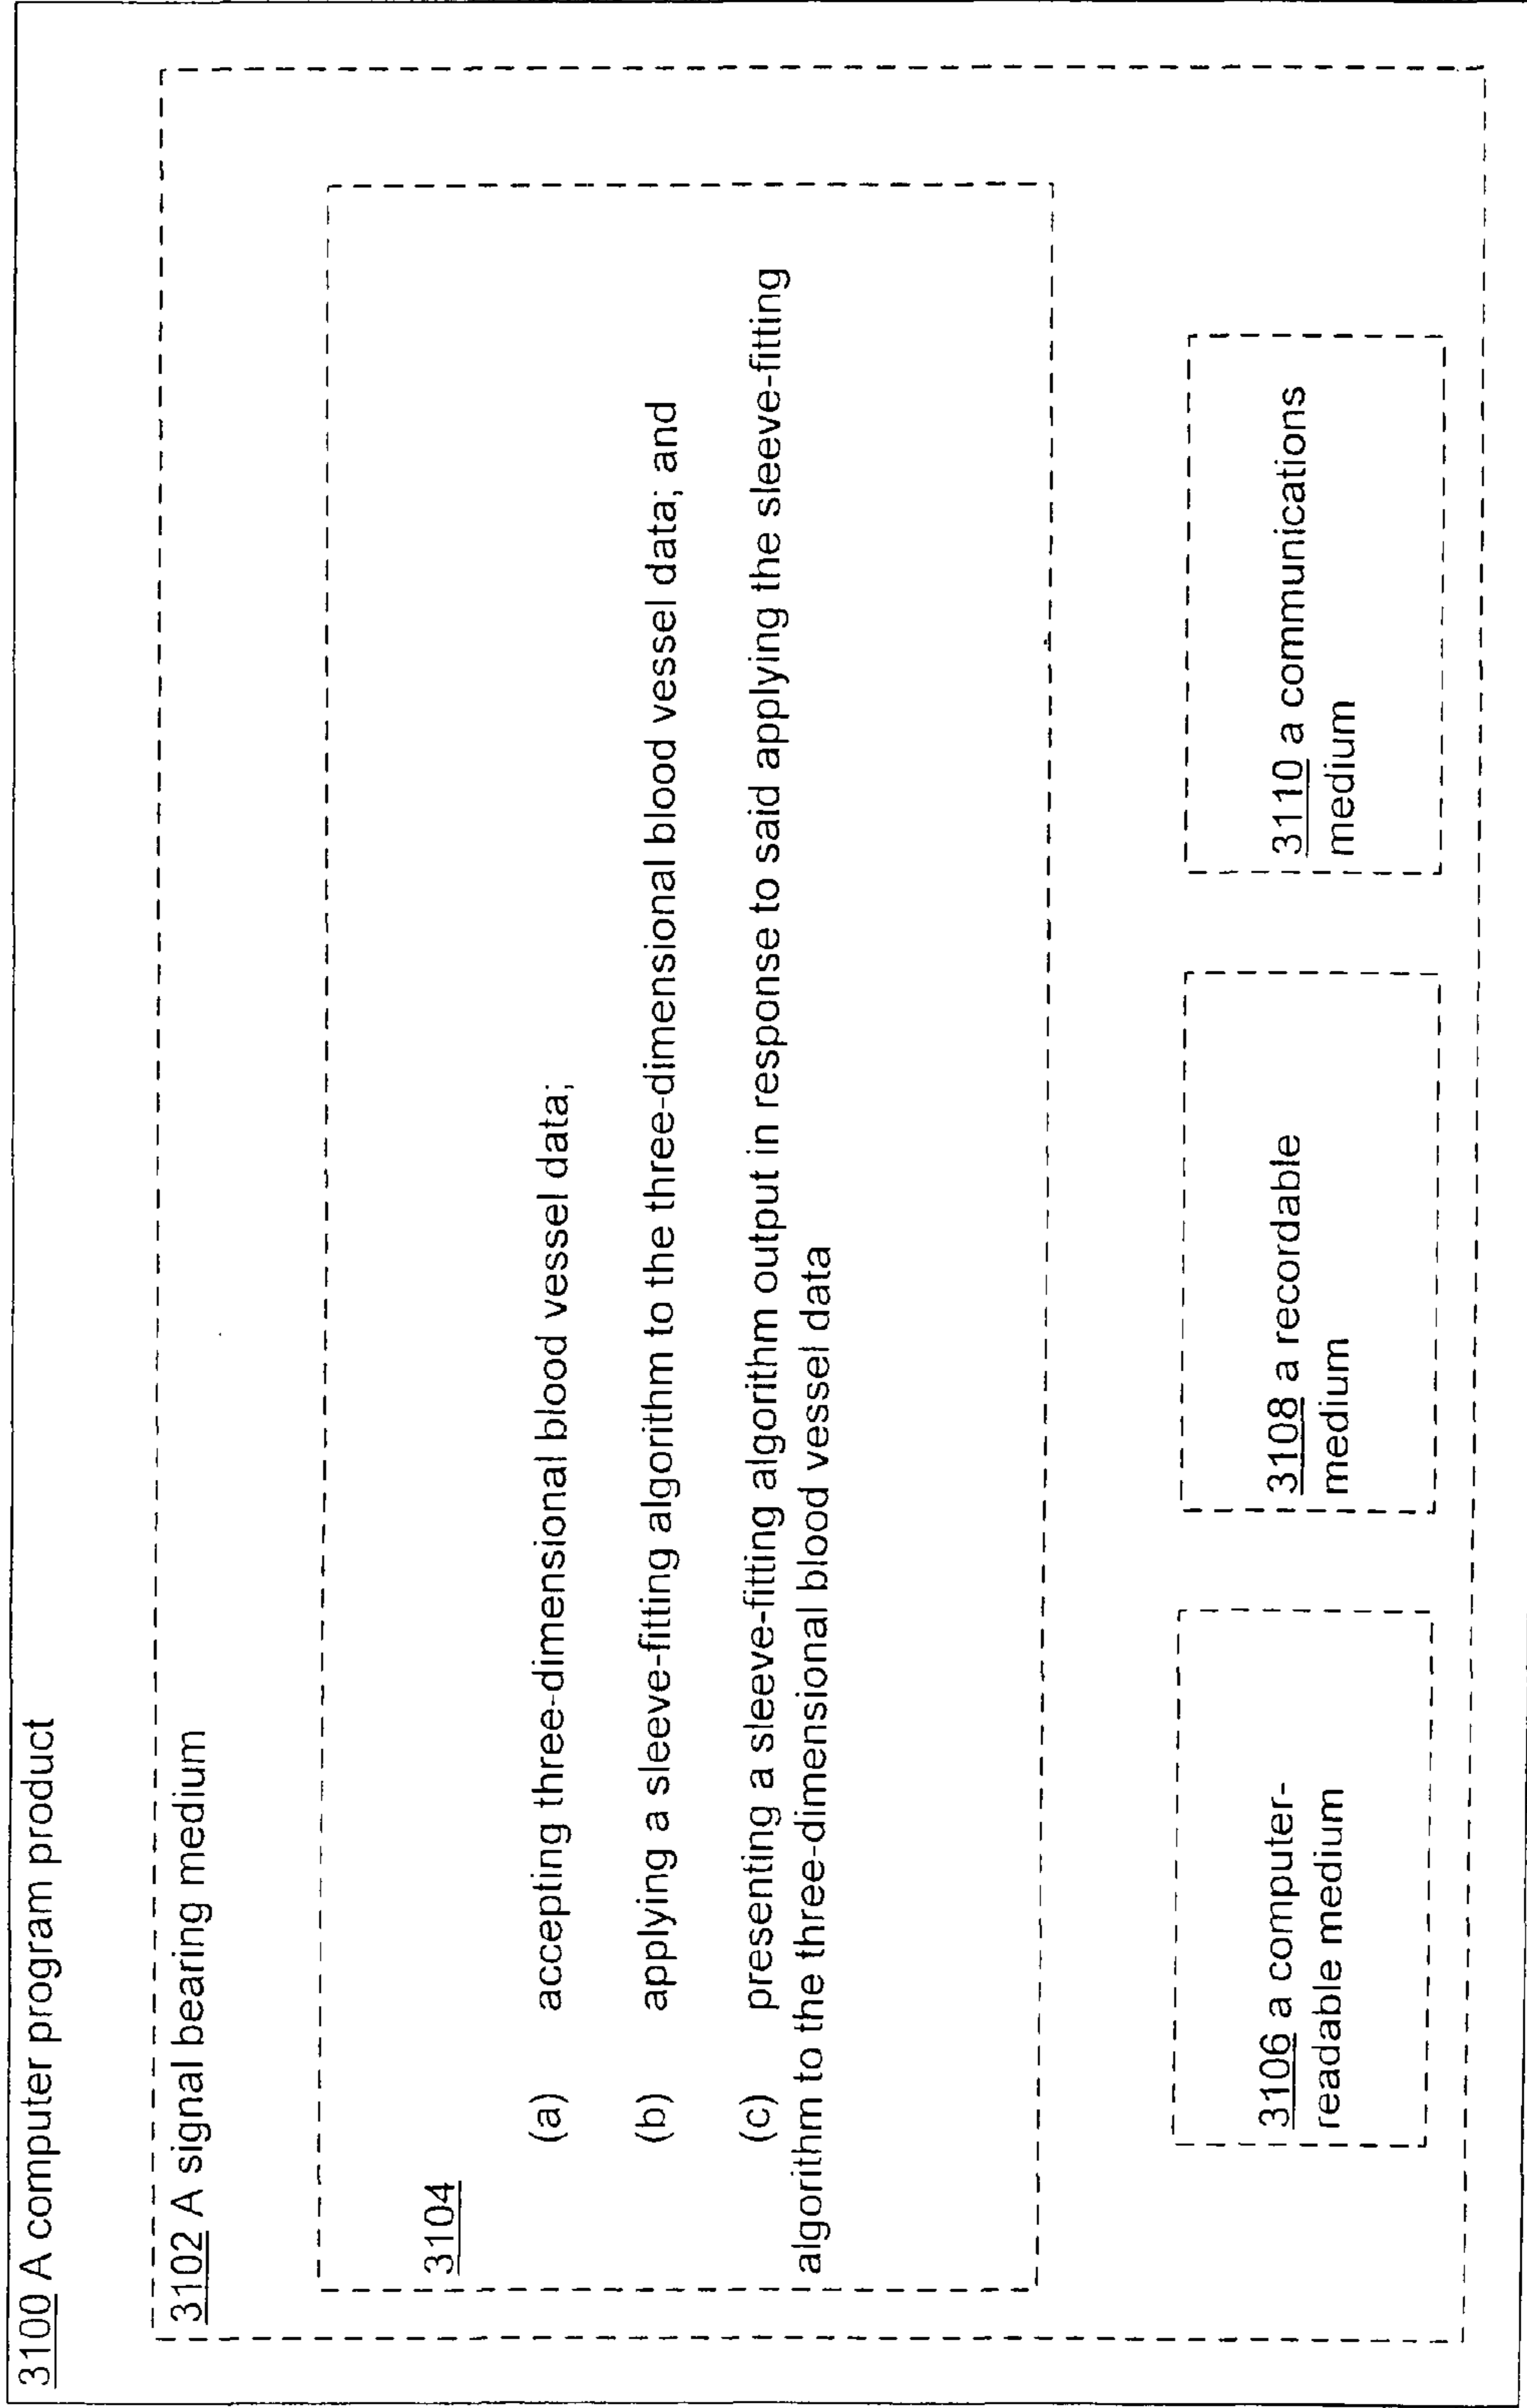 3100 A computer program product
3102 A signal bearing medium
3104
(a) accepting three-dimensional blood vessel data;
(b) applying a sleeve-fitting algorithm to the three-dimensional blood vessel data; and
(c) presenting a sleeve-fitting algorithm output in response to said applying the sleeve-fitting
algorithm to the three-dimensional blood vessel data
3106 a computer-
readable medium
3108 a recordable
medium
3110 a communications
medium